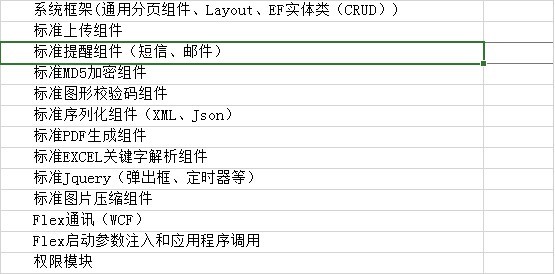 系统框架(通用分页组件、Layout、EF实体类（CRUD）)
标准上传组件
标准提醒组件（短信、邮件）
标准MD5加密组件
标准图形校验码组件
标准序列化组件（XML、Json）
标准PDF生成组件
标准EXCEL关键字解析组件
标准Jquery（弹出框、定时器等）
标准图片压缩组件
Flex通讯（WCF）
Flex启动参数注入和应用程序调用
权限模块